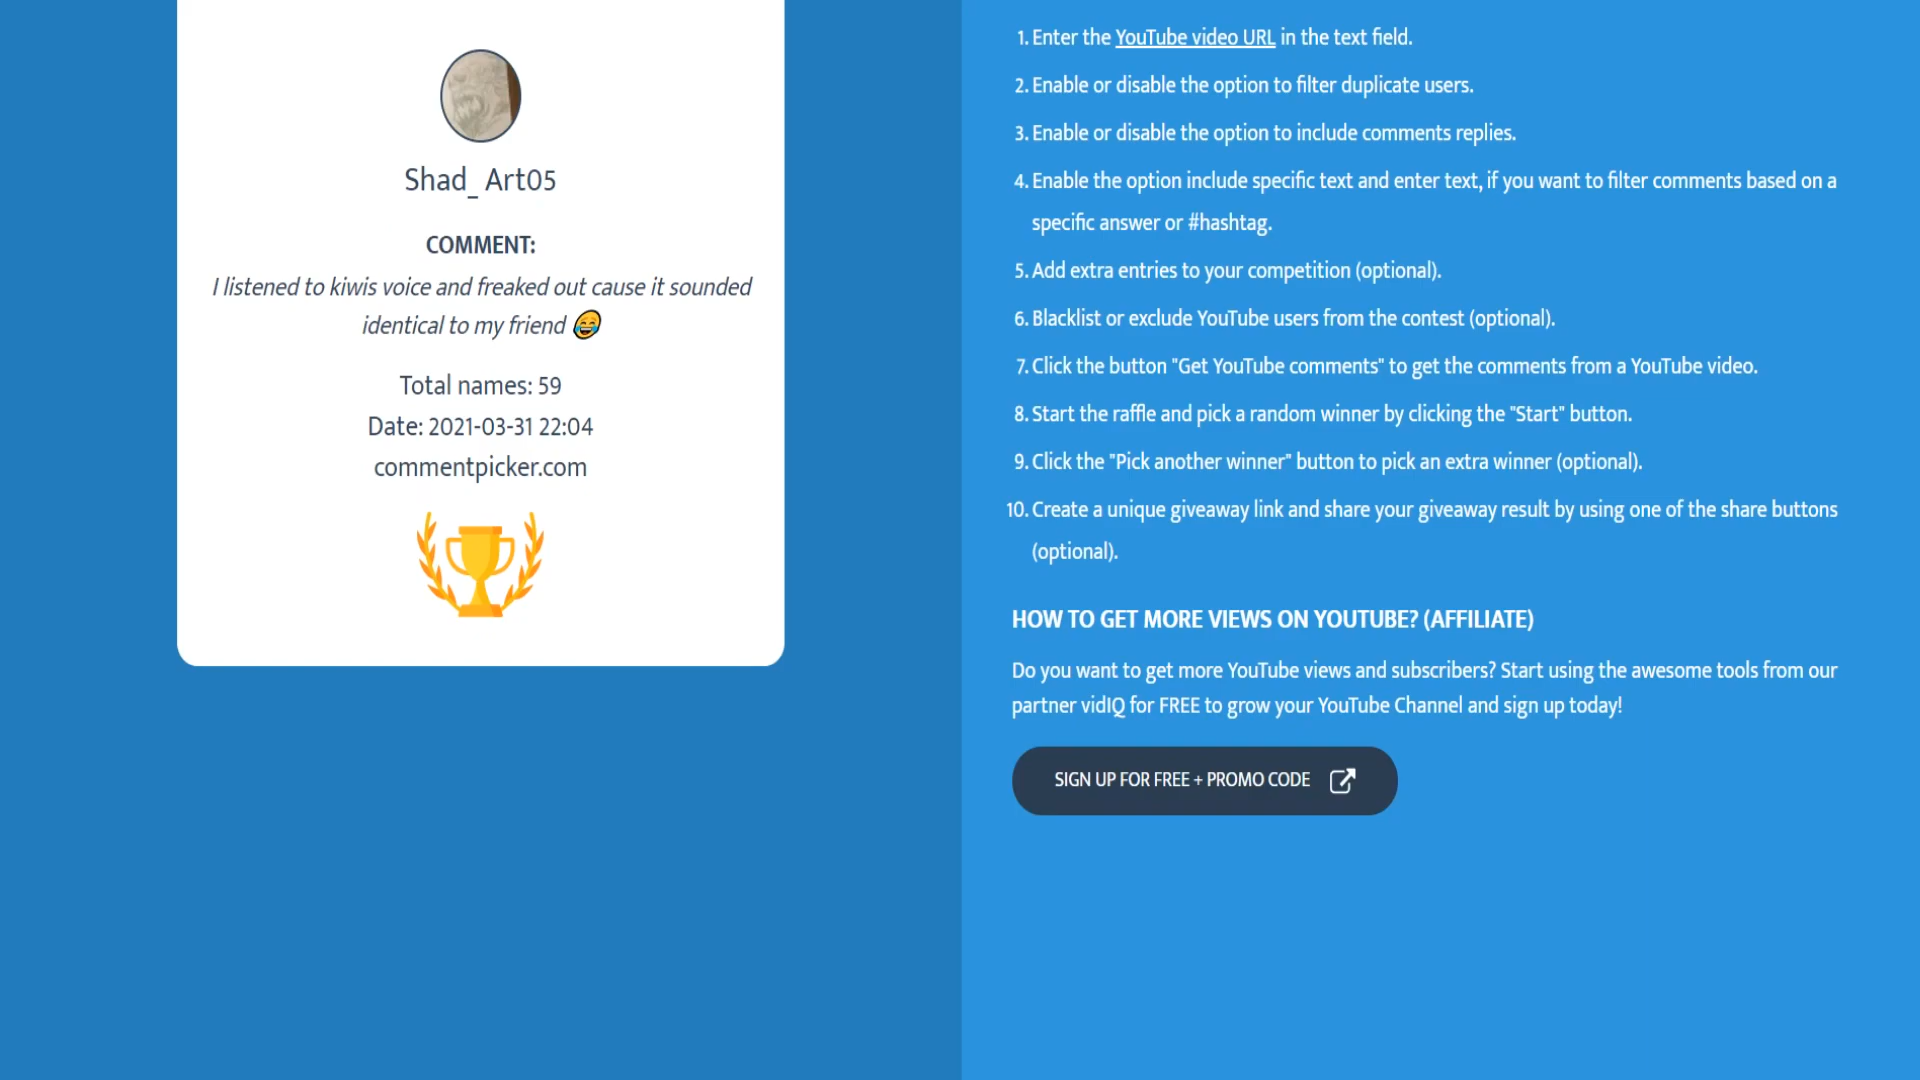 Shad_ Art05
COMMENT:
I listened to kiwis voice and freaked out cause it sounded
identical to my friend 😂
Total names: 59
Date: 2021-03-31 22:04
commentpicker.com
1. Enter the YouTube video URL in the text field.
2. Enable or disable the option to filter duplicate users.
3. Enable or disable the option to include comments replies.
4. Enable the option include specific text and enter text, if you want to filter comments based on a
specific answer or #hashtag.
5. Add extra entries to your competition (optional).
6. Blacklist or exclude YouTube users from the contest (optional).
7. Click the button "Get YouTube comments" to get the comments from a YouTube video.
8. Start the raffle and pick a random winner by clicking the "Start" button.
9. Click the "Pick another winner" button to pick an extra winner (optional).
10. Create a unique giveaway link and share your giveaway result by using one of the share buttons
(optional).
HOW TO GET MORE VIEWS ON YOUTUBE? (AFFILIATE)
Do you want to get more YouTube views and subscribers? Start using the awesome tools from our
partner vidIQ for FREE to grow your YouTube Channel and sign up today!
SIGN UP FOR FREE + PROMO CODE